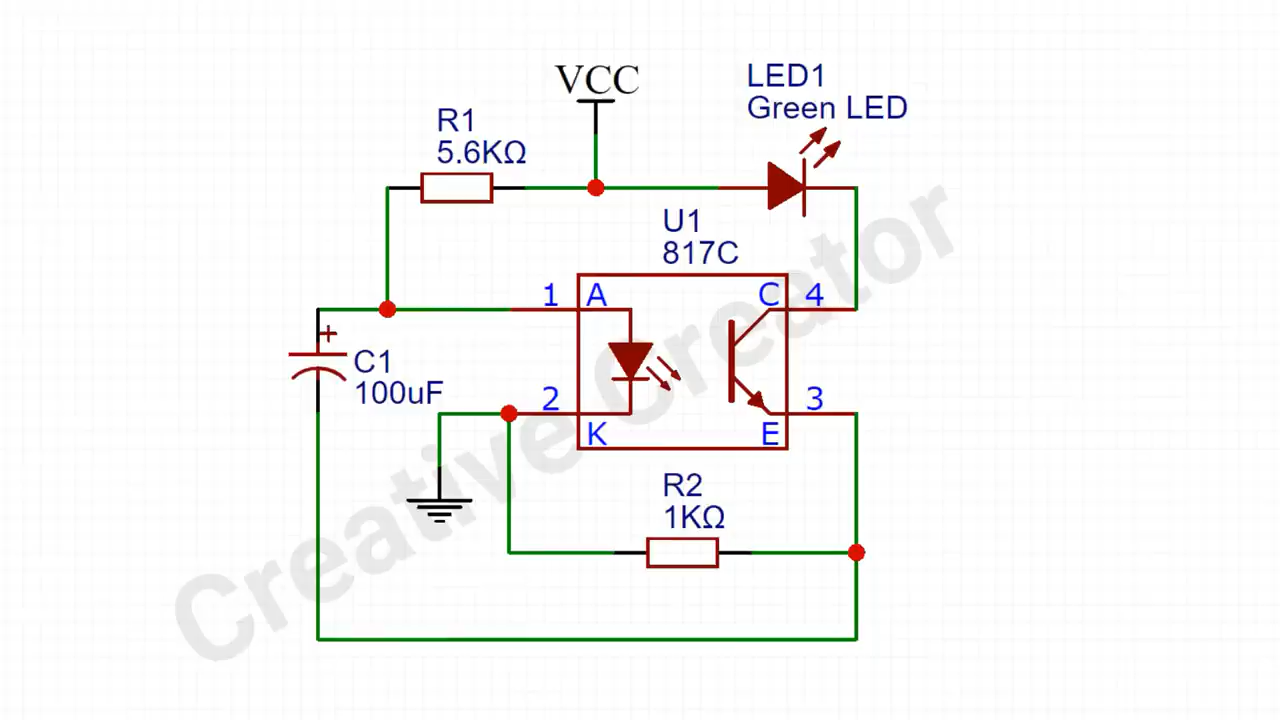 VCC
LED1
Green LED
R1
5.6KΩ
U1
817C
1
A
C
4
+
C1
100uF
2
K
E
3
R2
1KΩ
Creative Creator